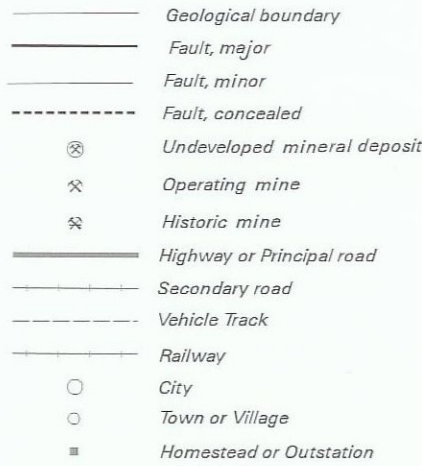 Geological boundary
Fault, major
Fault, minor
Fault, concealed
Undeveloped mineral deposit
Operating mine
Historic mine
Highway or Principal road
Secondary road
Vehicle Track
Railway
City
Town or Village
Homestead or Outstation